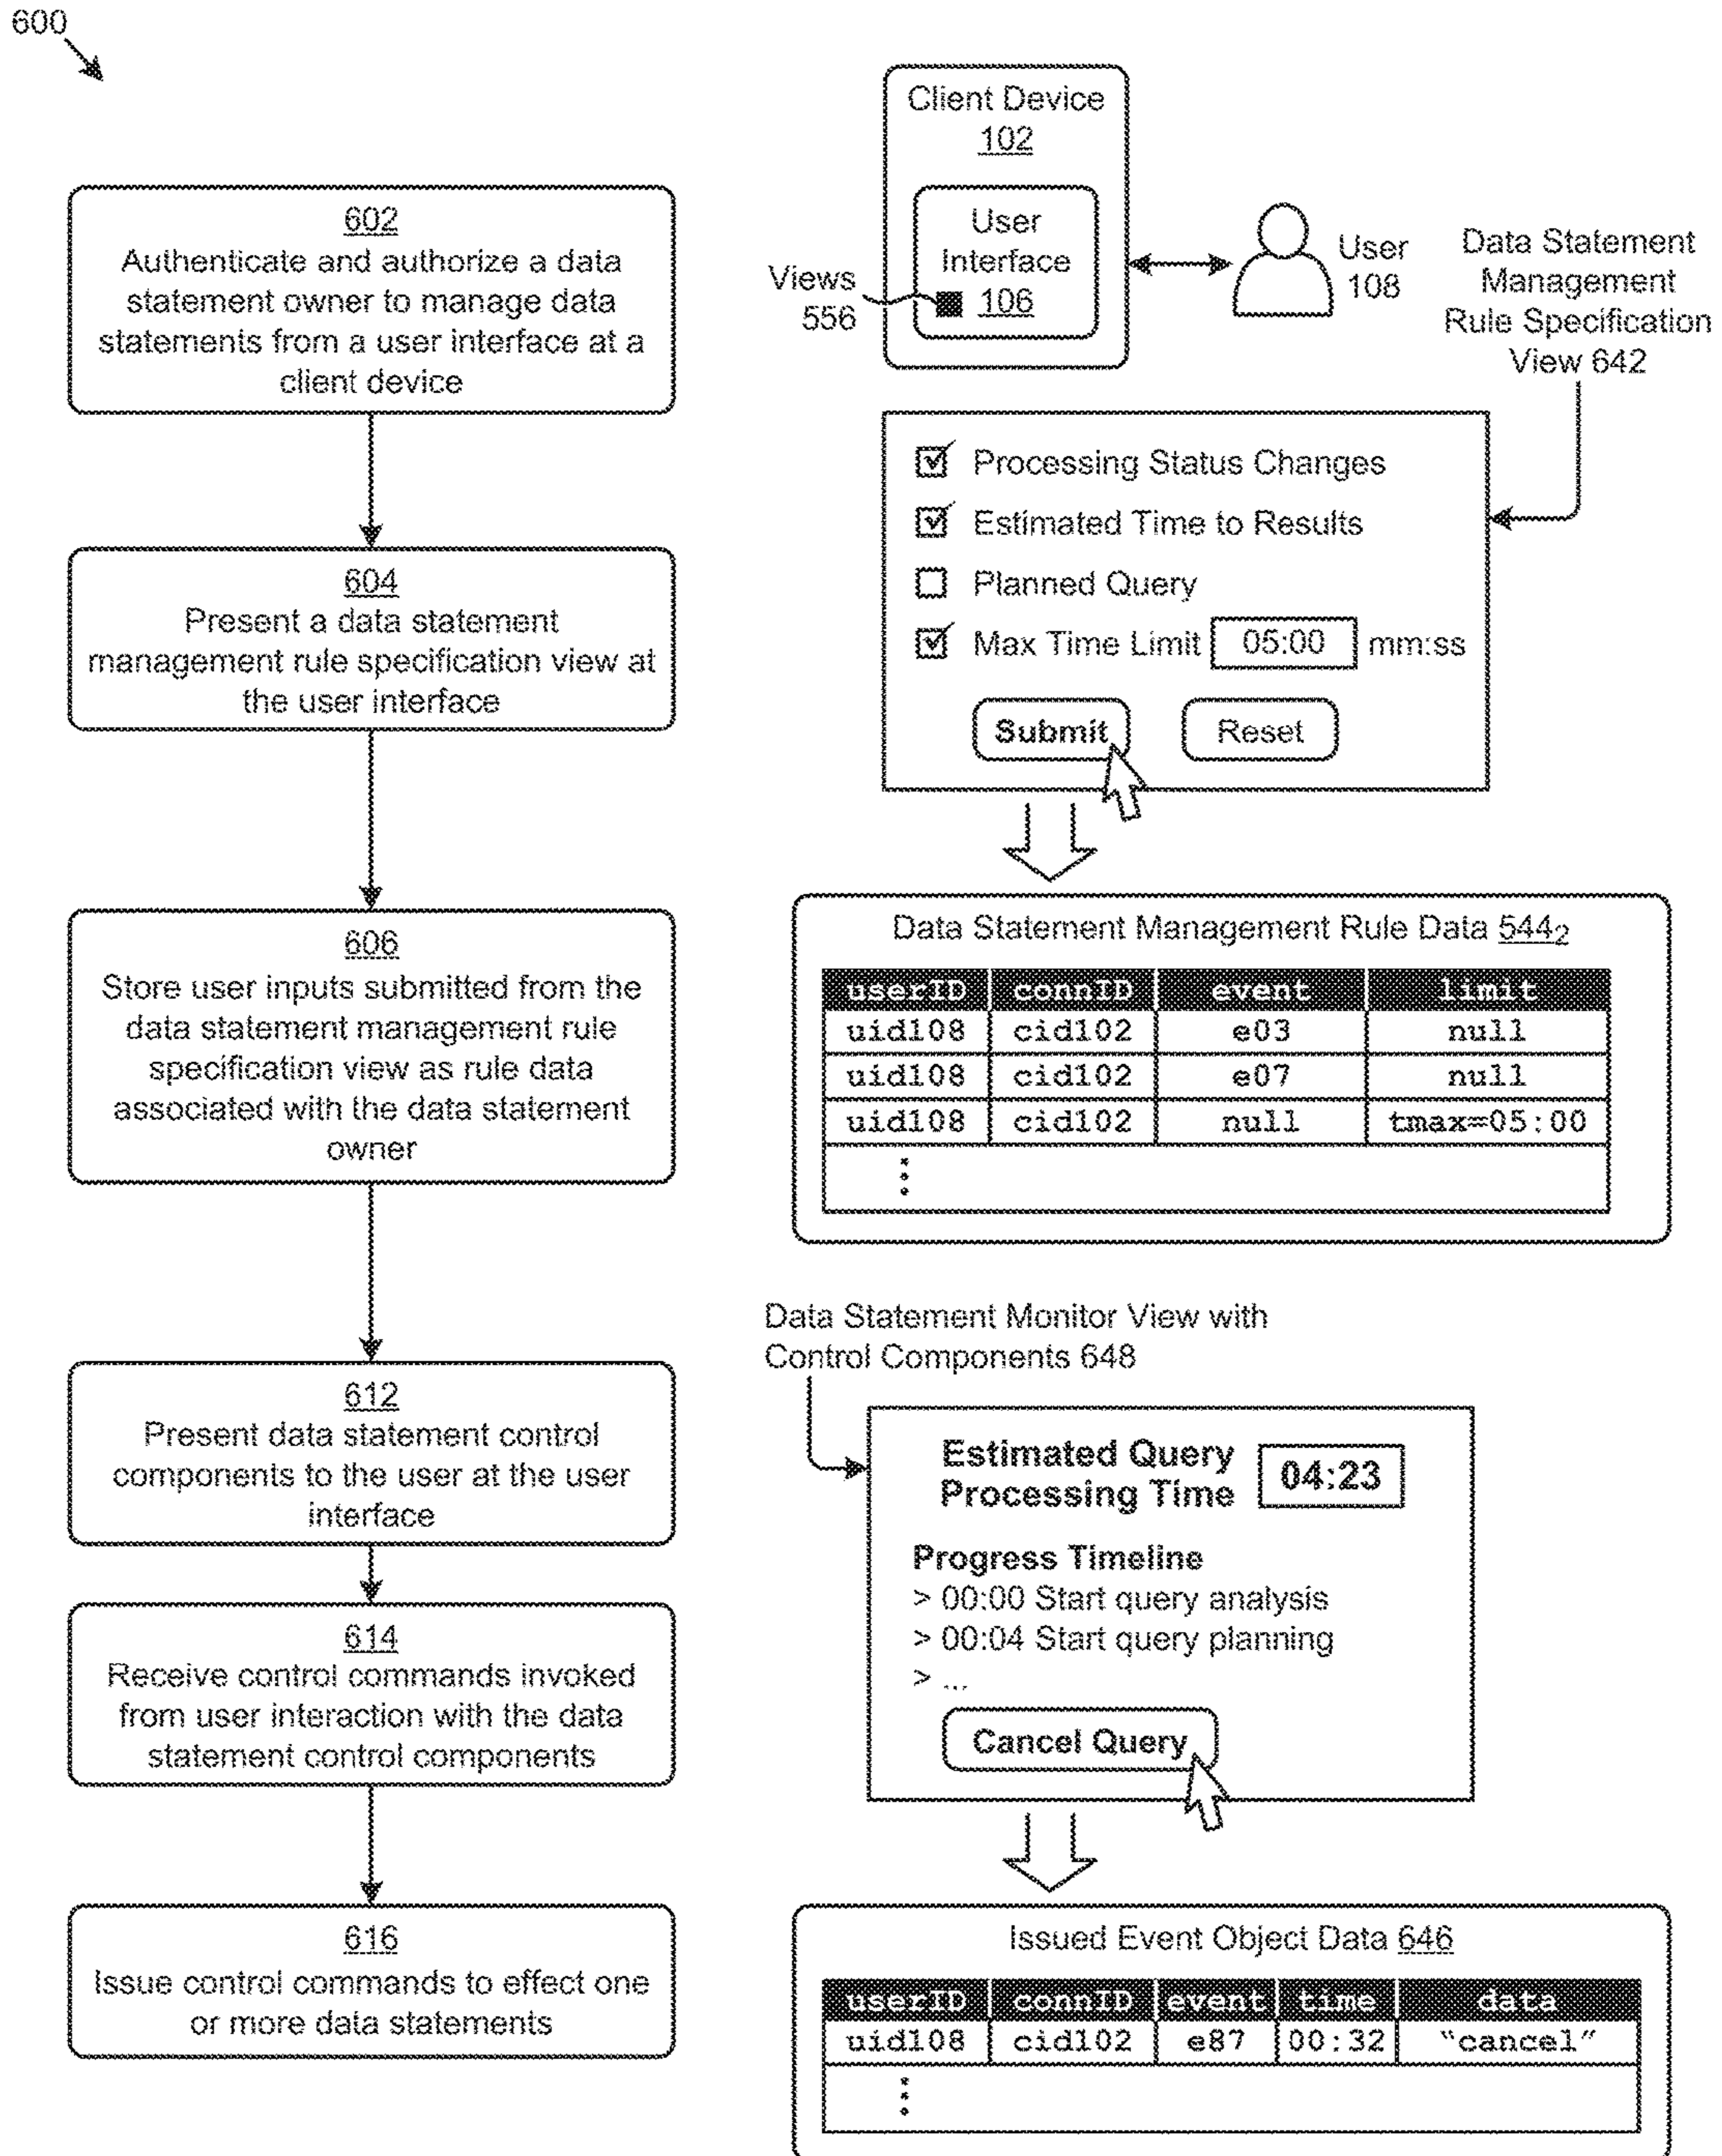 600
602
Authenticate and authorize a data
statement owner to manage data
statements from a user interface at a
client device
604
Present a data statement
management rule specification view at
the user interface
606
Store user inputs submitted from the
data statement management rule
specification view as rule data
associated with the data statement
owner
612
Present data statement control
components to the user at the user
interface
614
Receive control commands invoked
from user interaction with the data
statement control components
616
Issue control commands to effect one
or more data statements
Client Device
102
User
Interface
106
Views
556
User
108
Data Statement
Management
Rule Specification
View 642
Processing Status Changes
Estimated Time to Results
Planned Query
Max Time Limit 05:00 mm:ss
Submit Reset
Data Statement Management Rule Data 544₂
userID connID event limit
uid108 cid102 e03 null
uid108 cid102 e07 null
uid108 cid102 null tmax=05:00
Data Statement Monitor View with
Control Components 648
Estimated Query
Processing Time 04:23
Progress Timeline
> 00:00 Start query analysis
> 00:04 Start query planning
> ...
Cancel Query
Issued Event Object Data 646
userID connID event time data
uid108 cid102 e87 00:32 “cancel”